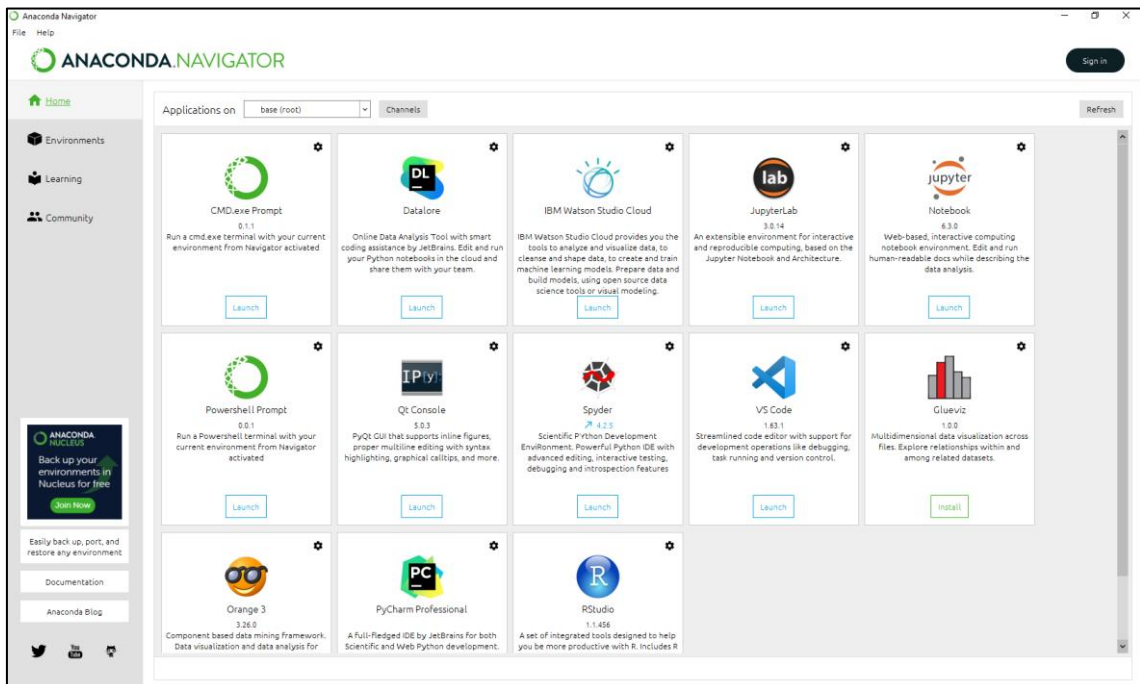 Anaconda Navigator
File Help
ANACONDA.NAVIGATOR
Sign in
Home
Environments
Learning
Community
Applications on base (root) Channels Refresh
CMD.exe Prompt
0.1.1
Run a cmd.exe terminal with your current
environment from Navigator activated
Launch
DL
Datalore
Online Data Analysis Tool with smart
coding assistance by JetBrains. Edit and run
your Python notebooks in the cloud and
share them with your team.
Launch
IBM Watson Studio Cloud
IBM Watson Studio Cloud provides you the
tools to analyze and visualize data, to
cleanse and shape data, to create and train
machine learning models. Prepare data and
build models, using open source data
science tools or visual modeling.
Launch
lab
JupyterLab
3.0.14
An extensible environment for interactive
and reproducible computing, based on the
Jupyter Notebook and Architecture.
Launch
jupyter
Notebook
6.3.0
Web-based, interactive computing
notebook environment. Edit and run
human-readable docs while describing the
data analysis.
Launch
Powershell Prompt
0.0.1
Run a Powershell terminal with your
current environment from Navigator
activated
Launch
IP[y]:
Qt Console
5.0.3
PyQt GUI that supports inline figures,
proper multiline editing with syntax
highlighting, graphical calltips, and more.
Launch
Spyder
4.2.5
Scientific PYthon Development
EnviRonment. Powerful Python IDE with
advanced editing, interactive testing,
debugging and introspection features
Launch
VS Code
1.63.1
Streamlined code editor with support for
development operations like debugging,
task running and version control.
Launch
Glueviz
1.0.0
Multidimensional data visualization across
files. Explore relationships within and
among related datasets.
Install
Orange 3
3.26.0
Component based data mining framework.
Data visualization and data analysis for
PC
PyCharm Professional
A full-fledged IDE by JetBrains for both
Scientific and Web Python development.
R
RStudio
1.1.456
A set of integrated tools designed to help
you be more productive with R. Includes R
ANACONDA.
NUCLEUS
Back up your
environments in
Nucleus for free
Join Now
Easily back up, port, and
restore any environment
Documentation
Anaconda Blog
You
Tube